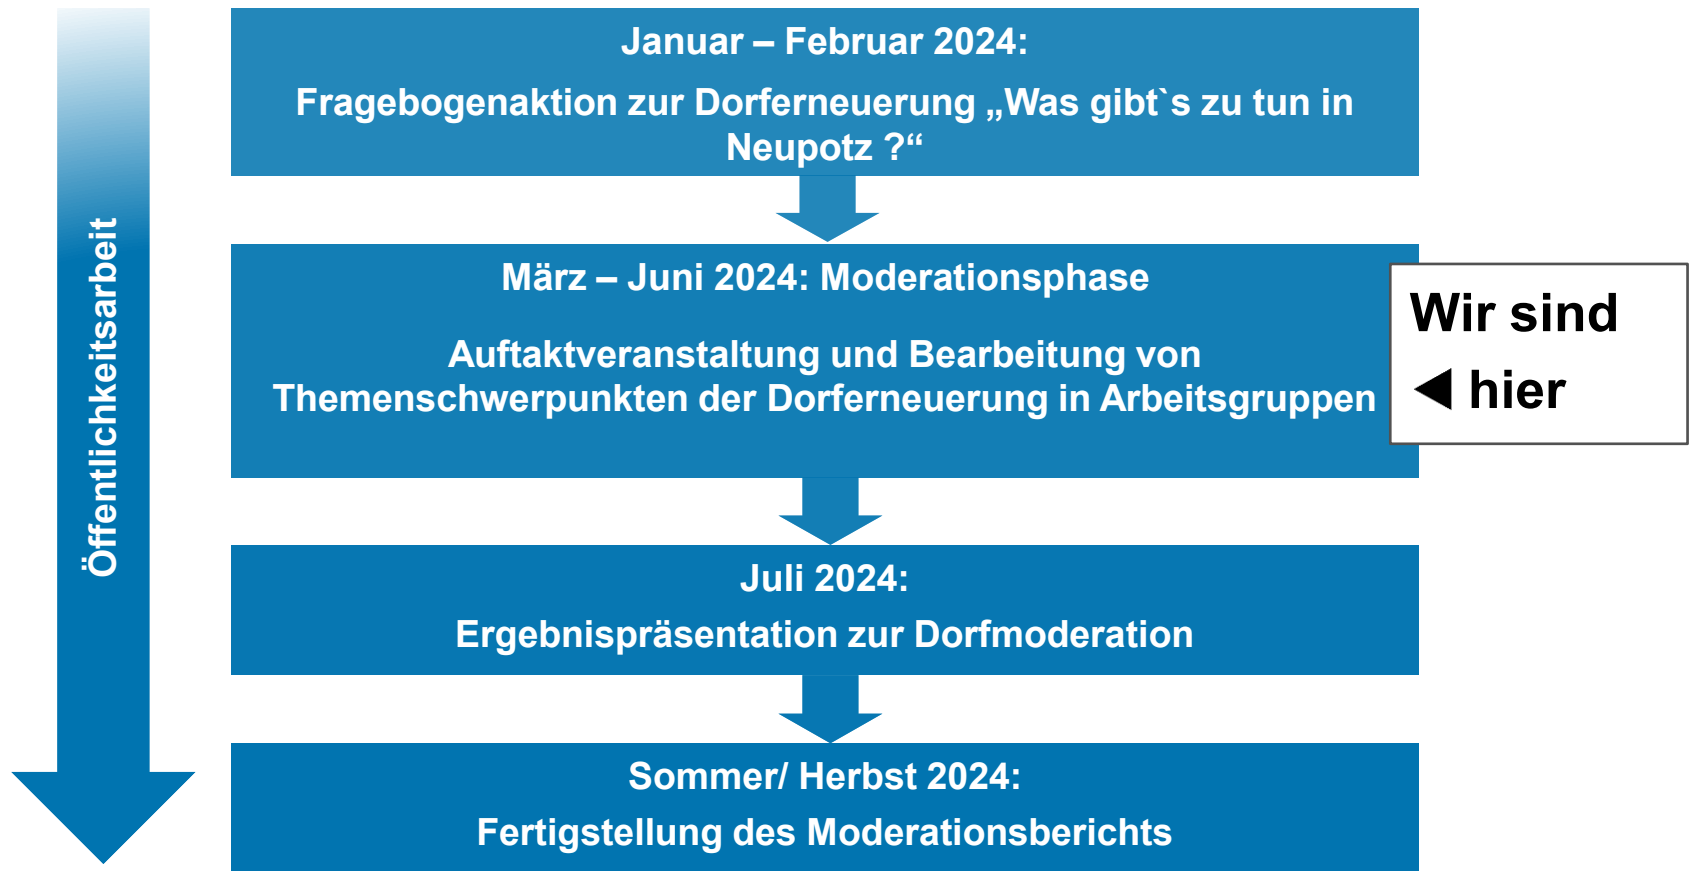 Januar – Februar 2024:
Fragebogenaktion zur Dorferneuerung „Was gibt`s zu tun in
Neupotz ?“
Öffentlichkeitsarbeit
März – Juni 2024: Moderationsphase
Auftaktveranstaltung und Bearbeitung von
Themenschwerpunkten der Dorferneuerung in Arbeitsgruppen
Wir sind
hier
Juli 2024:
Ergebnispräsentation zur Dorfmoderation
Sommer/ Herbst 2024:
Fertigstellung des Moderationsberichts